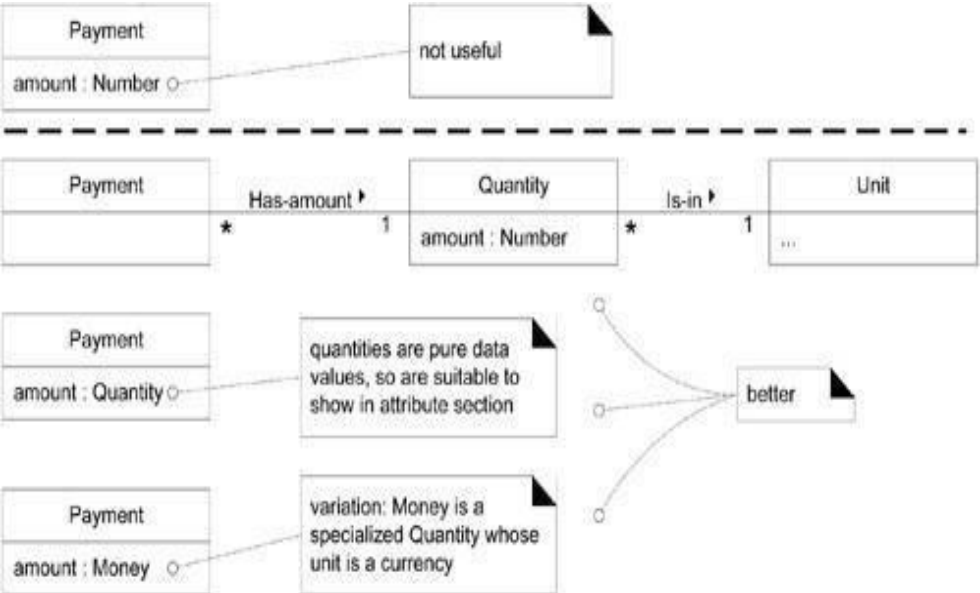 Payment
amount : Number
not useful
Payment
Has-amount
*
1
Quantity
amount : Number
Is-in
*
1
Unit
...
Payment
amount : Quantity
quantities are pure data
values, so are suitable to
show in attribute section
better
Payment
amount : Money
variation: Money is a
specialized Quantity whose
unit is a currency